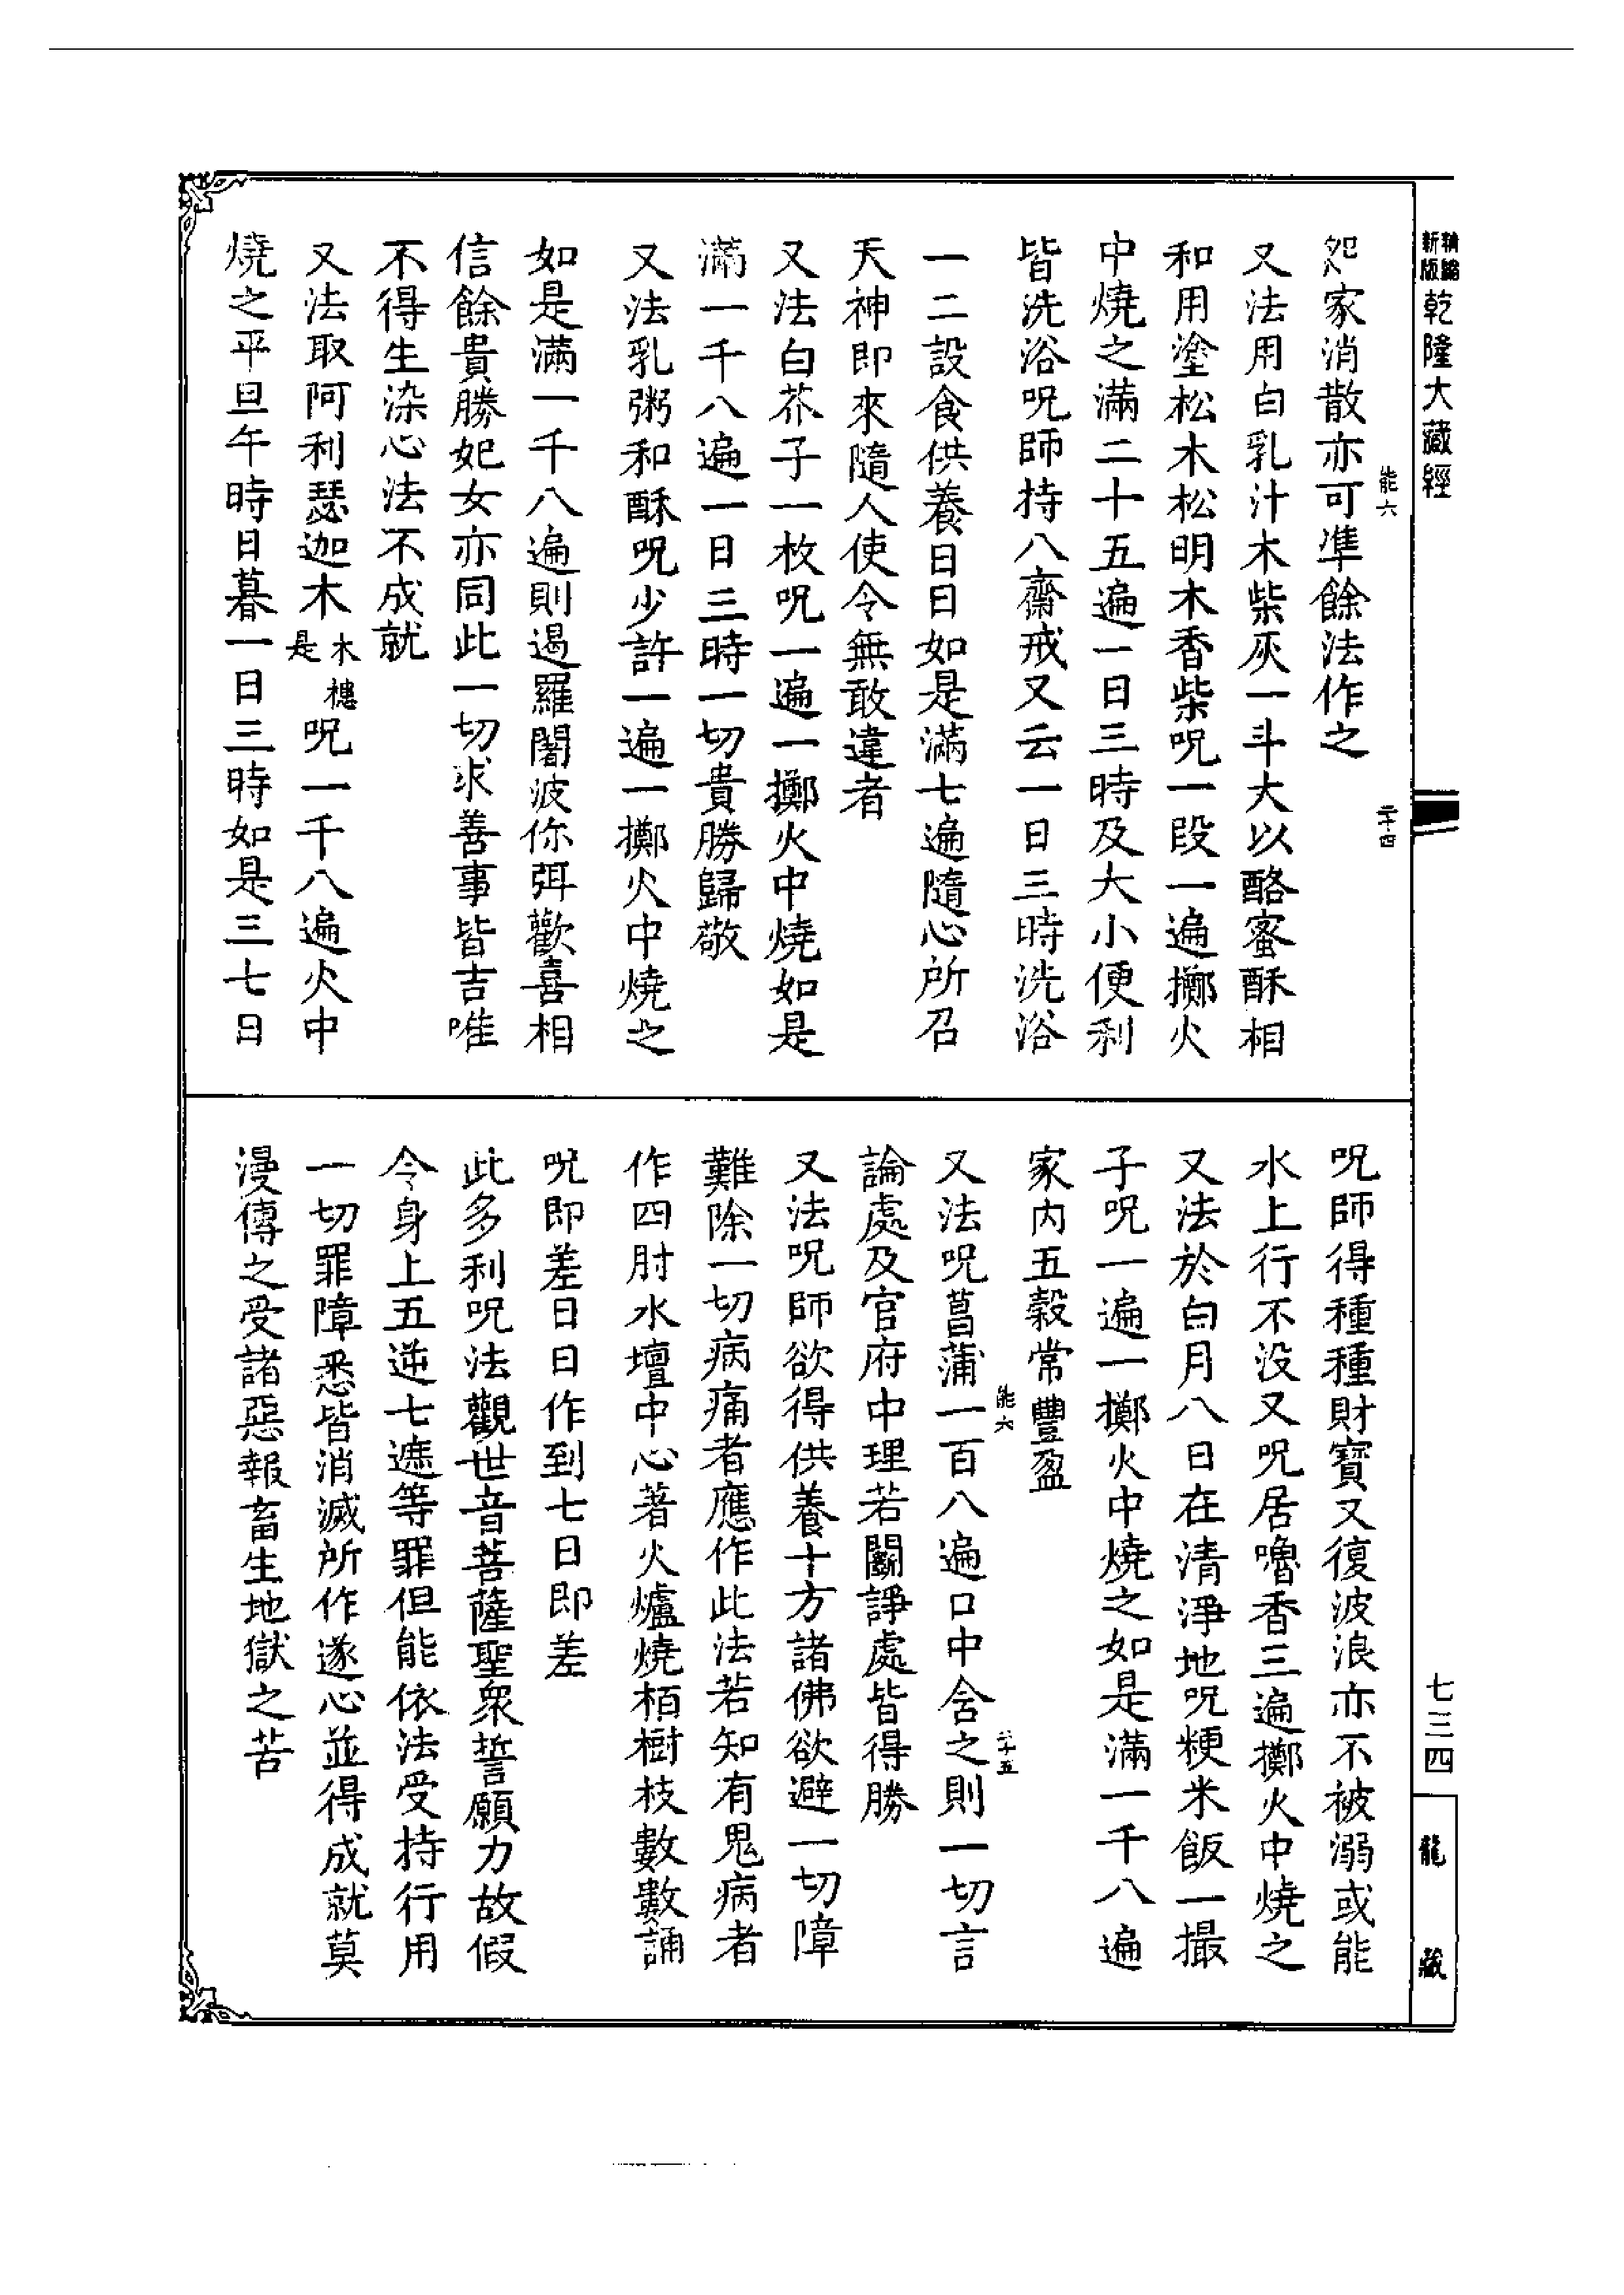 新版精縮乾隆大藏經
七三四
龍藏
能六
二十四
怨家消散亦可準餘法作之
又法用白乳汁木柴灰一斗大以酪蜜酥相
和用塗松木松明木香柴呪一段一遍擲火
中燒之滿二十五遍一日三時及大小便利
皆洗浴呪師持八齋戒又云一日三時洗浴
一二設食供養日日如是滿七遍隨心所召
天神即來隨人使令無敢違者
又法白芥子一枚呪一遍一擲火中燒如是
滿一千八遍一日三時一切貴勝歸敬
又法乳粥和酥呪少許一遍一擲火中燒之
如是滿一千八遍則遏羅闍波你弭歡喜相
信餘貴勝妃女亦同此一切求善事皆吉唯
不得生染心法不成就
又法取阿利瑟迦木木槵是呪一千八遍火中
燒之平旦午時日暮一日三時如是三七日
呪師得種種財寶又復波浪亦不被溺或能
水上行不沒又呪居嚕香三遍擲火中燒之
又法於白月八日在清淨地呪粳米飯一撮
子呪一遍一擲火中燒之如是滿一千八遍
家內五穀常豐盈
能六
二十五
又法呪菖蒲一百八遍口中含之則一切言
論處及官府中理若鬭諍處皆得勝
又法呪師欲得供養十方諸佛欲避一切障
難除一切病痛者應作此法若知有鬼病者
作四肘水壇中心著火爐燒栢樹枝數數誦
呪即差日日作到七日即差
此多利呪法觀世音菩薩聖衆誓願力故假
令身上五逆七遮等罪但能依法受持行用
一切罪障悉皆消滅所作遂心並得成就莫
漫傳之受諸惡報畜生地獄之苦